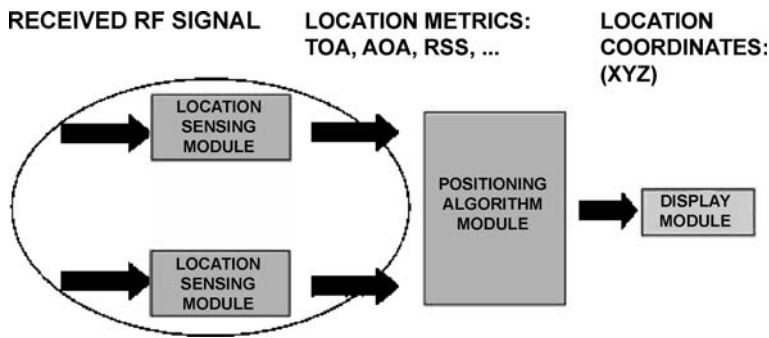 RECEIVED RF SIGNAL
LOCATION METRICS:
TOA, AOA, RSS, ...
LOCATION
COORDINATES:
(XYZ)
LOCATION
SENSING
MODULE
POSITIONING
ALGORITHM
MODULE
DISPLAY
MODULE
LOCATION
SENSING
MODULE